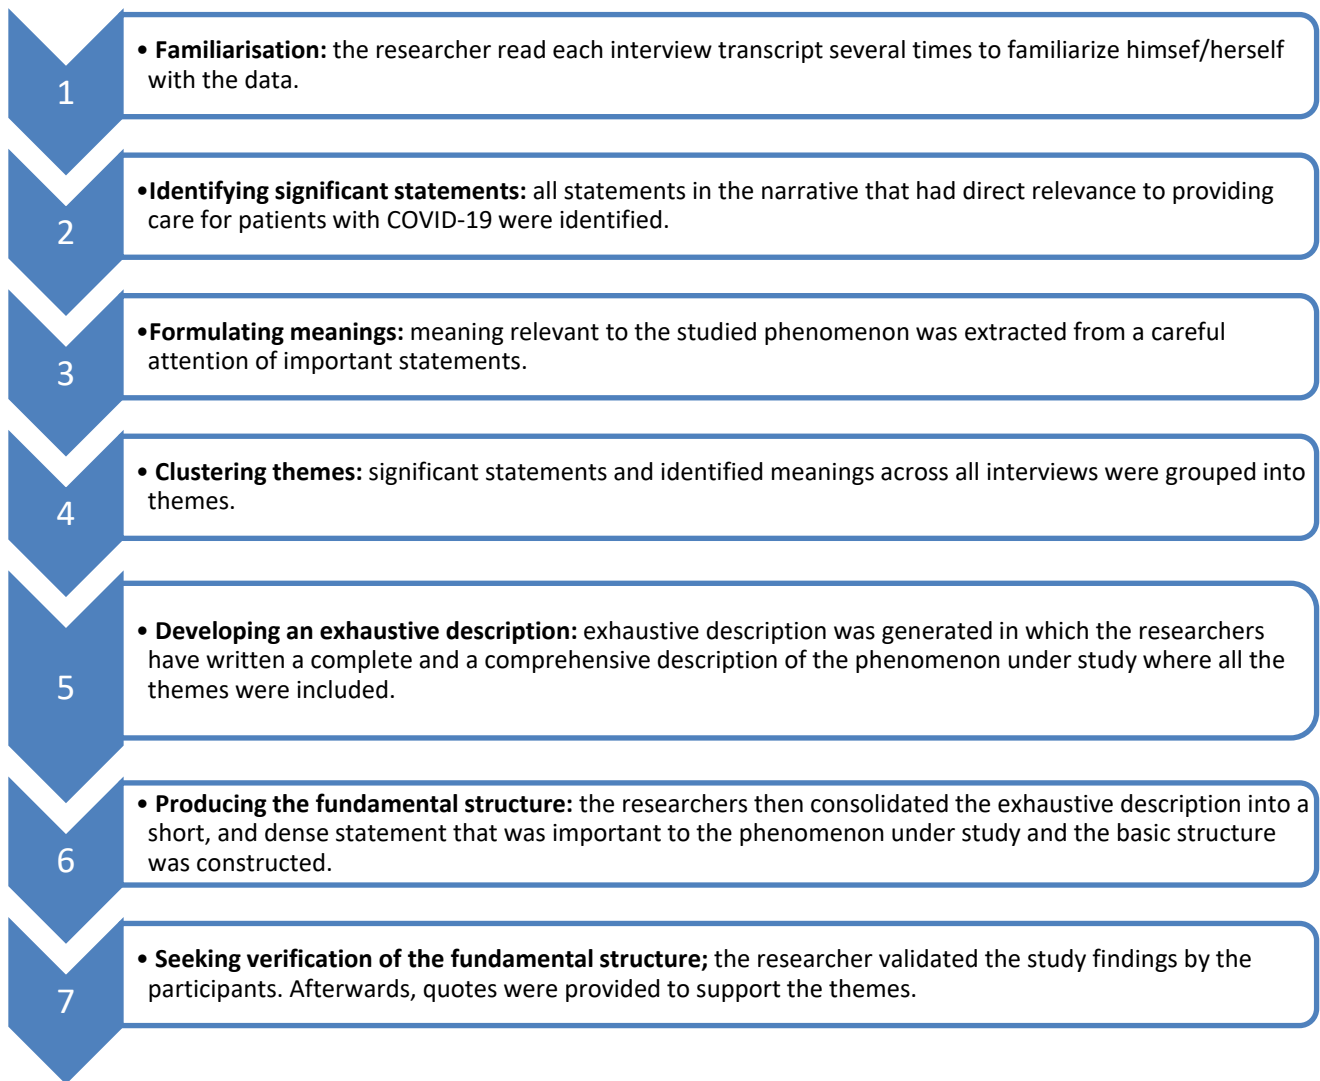 1
• Familiarisation: the researcher read each interview transcript several times to familiarize himsef/herself
with the data.
2
•Identifying significant statements: all statements in the narrative that had direct relevance to providing
care for patients with COVID-19 were identified.
3
•Formulating meanings: meaning relevant to the studied phenomenon was extracted from a careful
attention of important statements.
4
• Clustering themes: significant statements and identified meanings across all interviews were grouped into
themes.
5
• Developing an exhaustive description: exhaustive description was generated in which the researchers
have written a complete and a comprehensive description of the phenomenon under study where all the
themes were included.
6
• Producing the fundamental structure: the researchers then consolidated the exhaustive description into a
short, and dense statement that was important to the phenomenon under study and the basic structure
was constructed.
7
• Seeking verification of the fundamental structure; the researcher validated the study findings by the
participants. Afterwards, quotes were provided to support the themes.